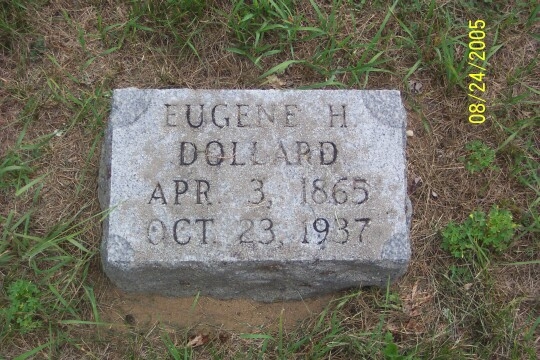 EUGENE H.
DOLLARD
APR. 3, 1865
OCT. 23, 1937
08/24/2005